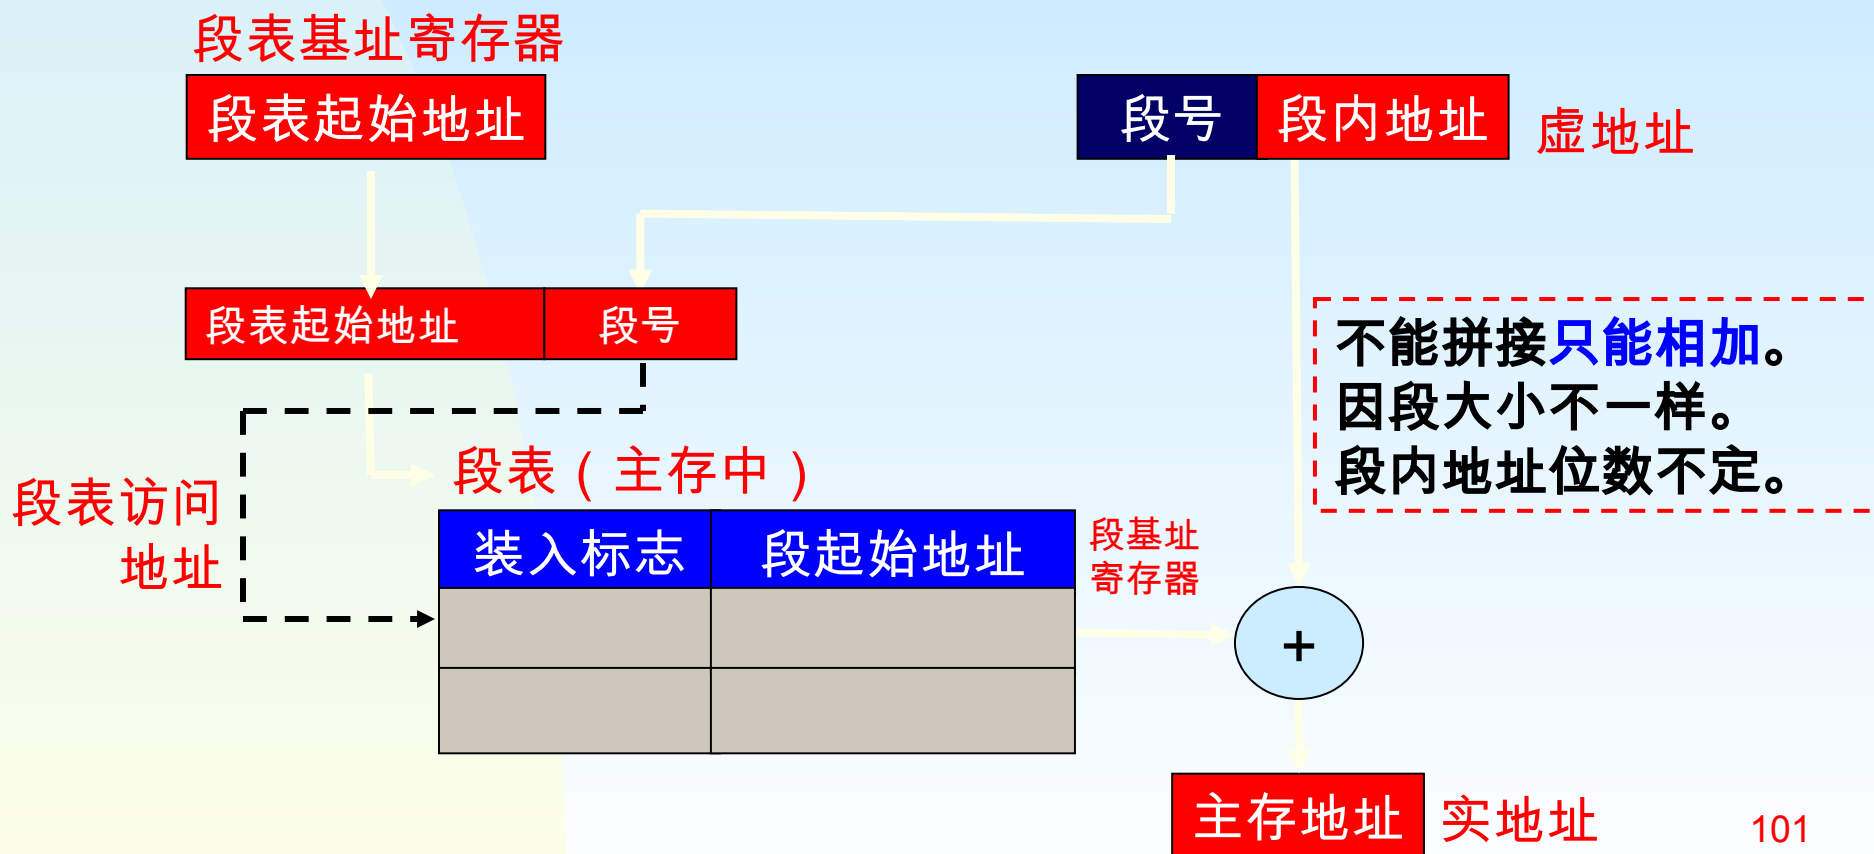 段表基址寄存器
段表起始地址
段号 段内地址 虚地址
段表起始地址 段号
不能拼接只能相加。
因段大小不一样。
段内地址位数不定。
段表（主存中）
段表访问
地址
装入标志 段起始地址
段基址
寄存器
+
主存地址 实地址
101